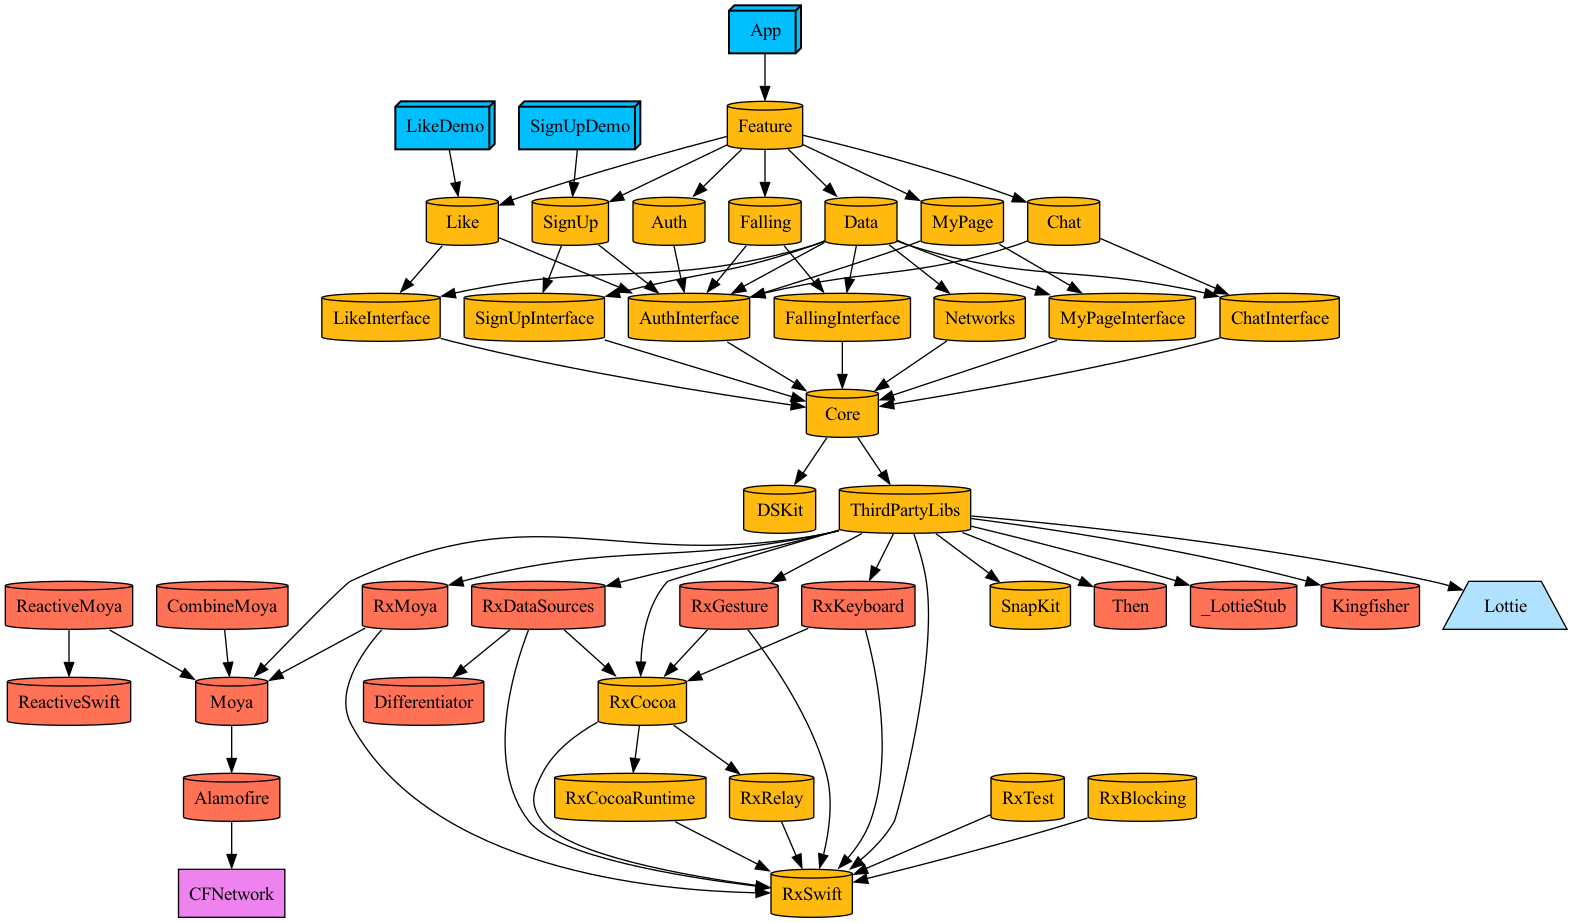 App
LikeDemo
SignUpDemo
Feature
Like
SignUp
Auth
Falling
Data
MyPage
Chat
LikeInterface
SignUpInterface
AuthInterface
FallingInterface
Networks
MyPageInterface
ChatInterface
Core
DSKit
ThirdPartyLibs
ReactiveMoya
CombineMoya
RxMoya
RxDataSources
RxGesture
RxKeyboard
SnapKit
Then
_LottieStub
Kingfisher
Lottie
ReactiveSwift
Moya
Differentiator
RxCocoa
Alamofire
RxCocoaRuntime
RxRelay
RxTest
RxBlocking
CFNetwork
RxSwift